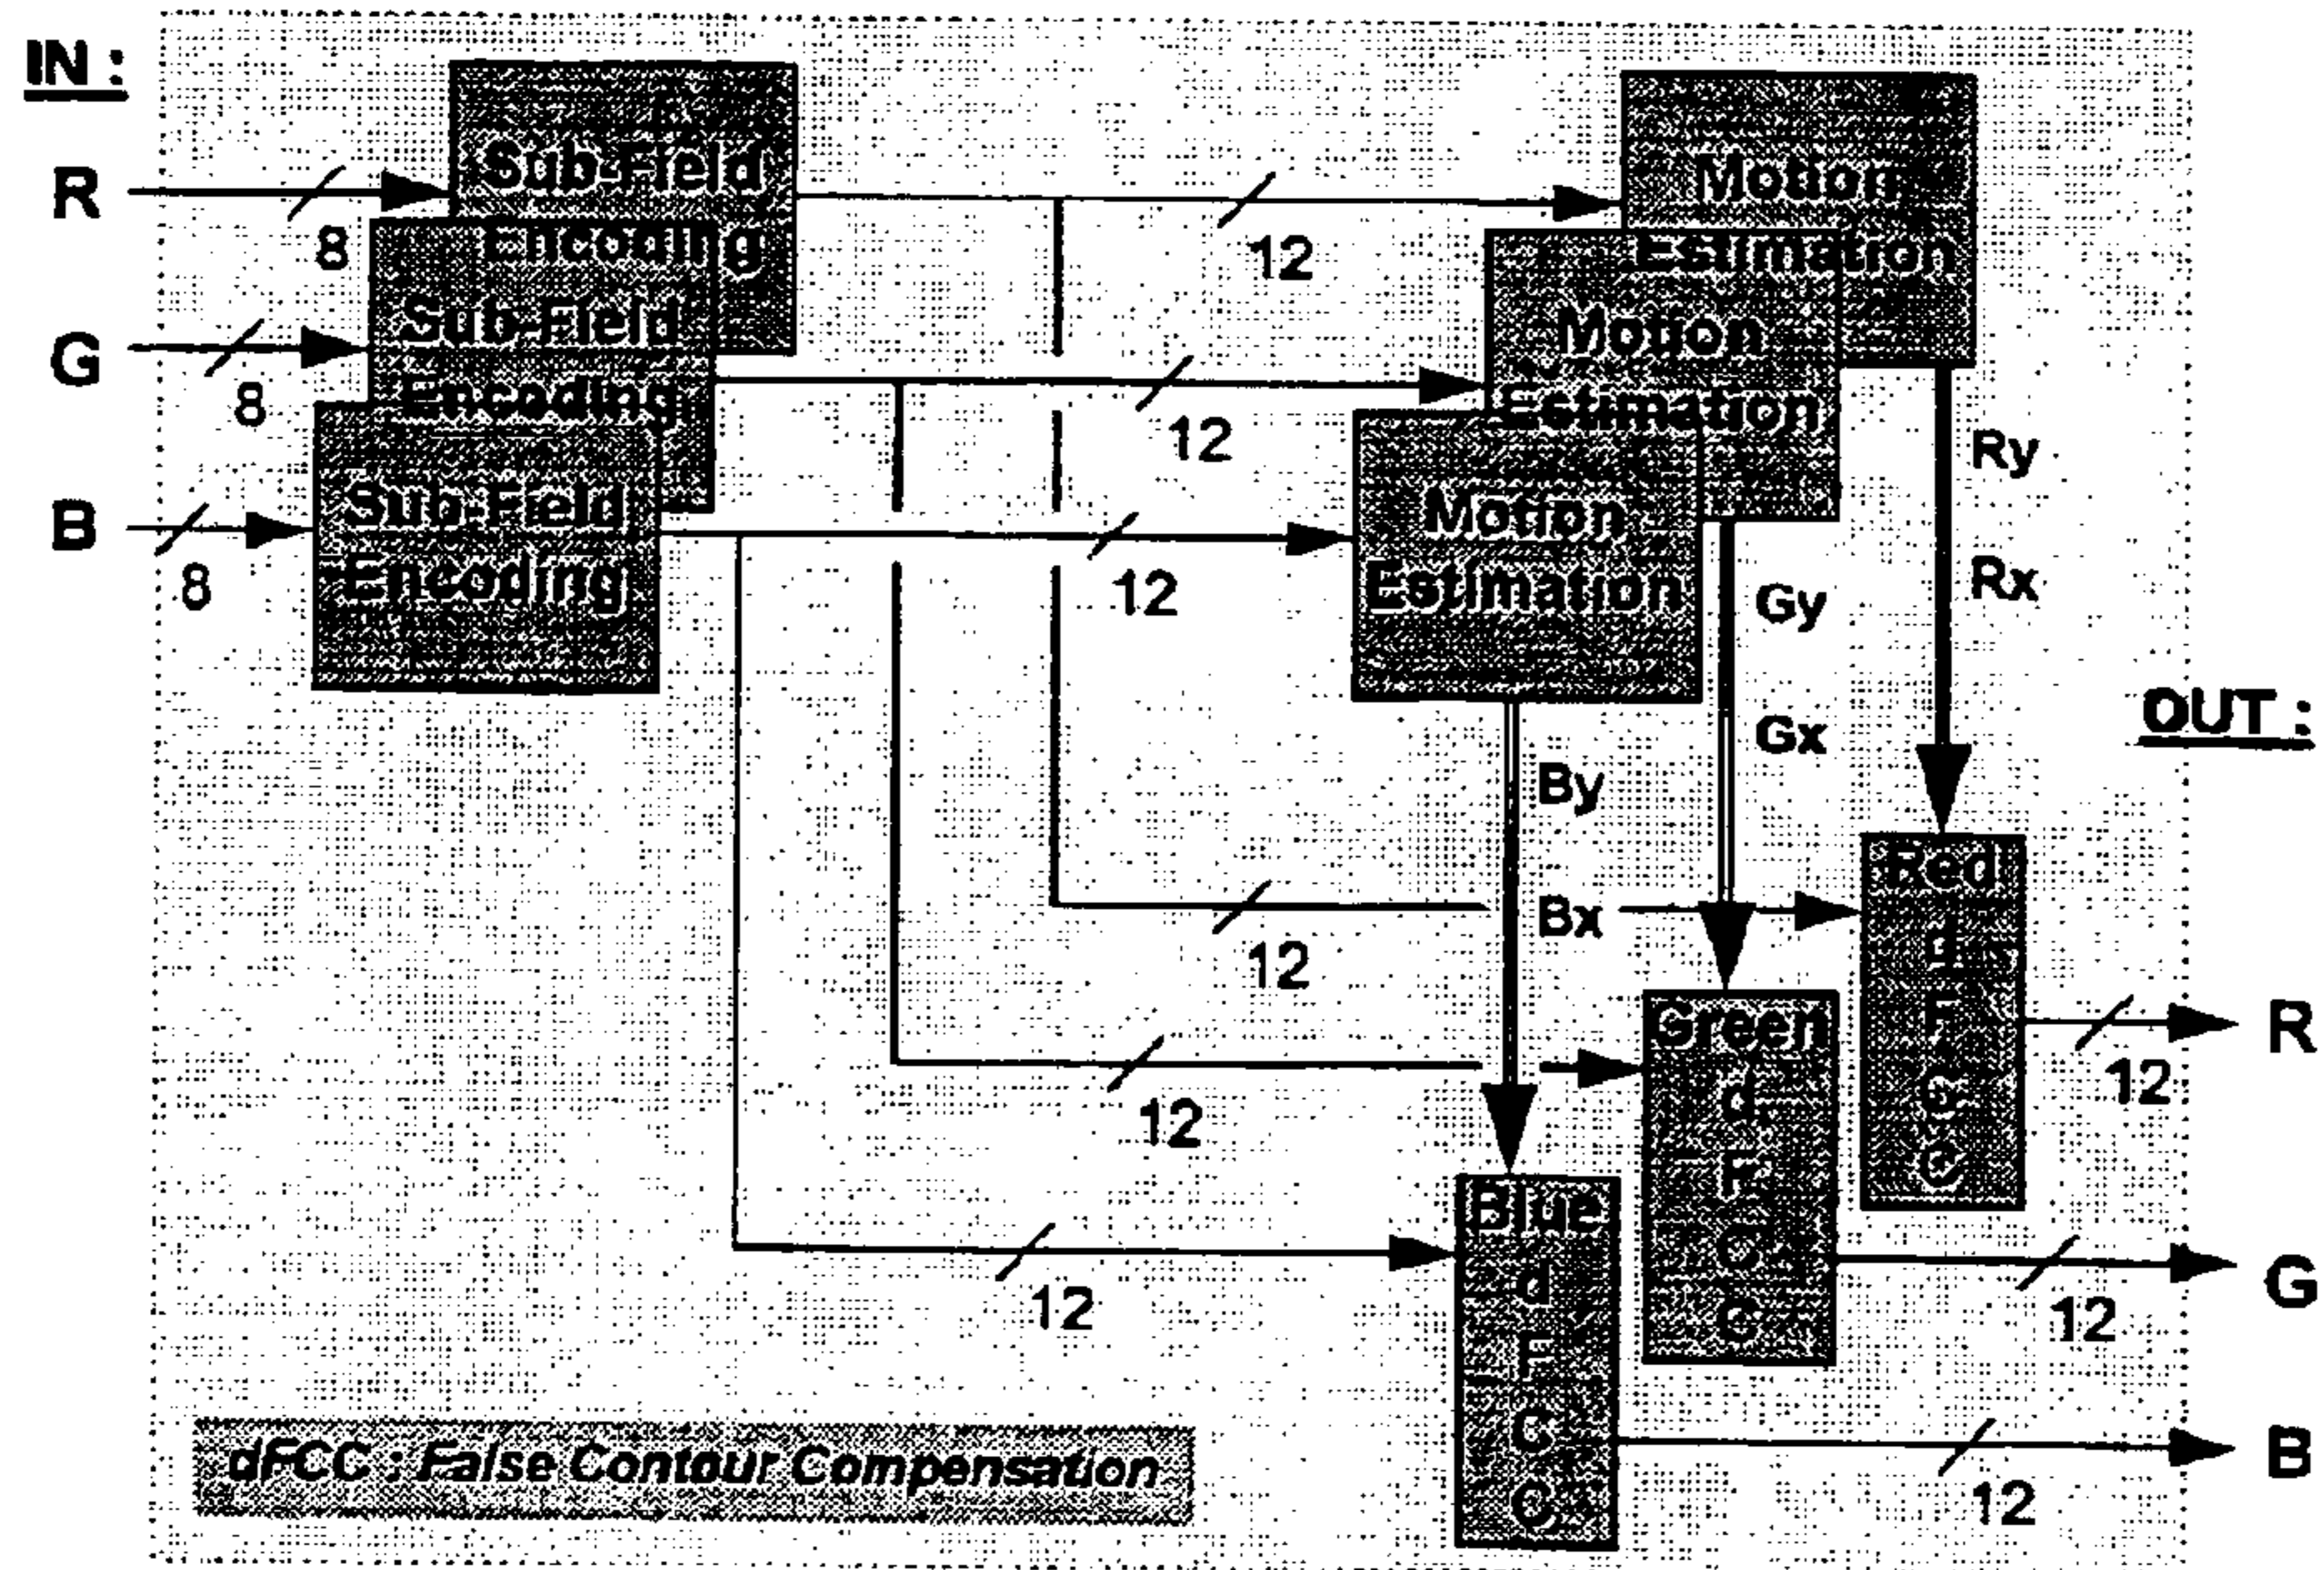 IN :
R
8
G
8
B
8
Sub-Field
Encoding
Sub-Field
Encoding
Sub-Field
Encoding
12
12
12
Motion
Estimation
Motion
Estimation
Motion
Estimation
Ry
Rx
Gy
Gx
By
Bx
12
12
12
Red
d
F
C
C
Green
d
F
C
C
Blue
d
F
C
C
OUT :
R
12
G
12
B
12
dFCC : False Contour Compensation